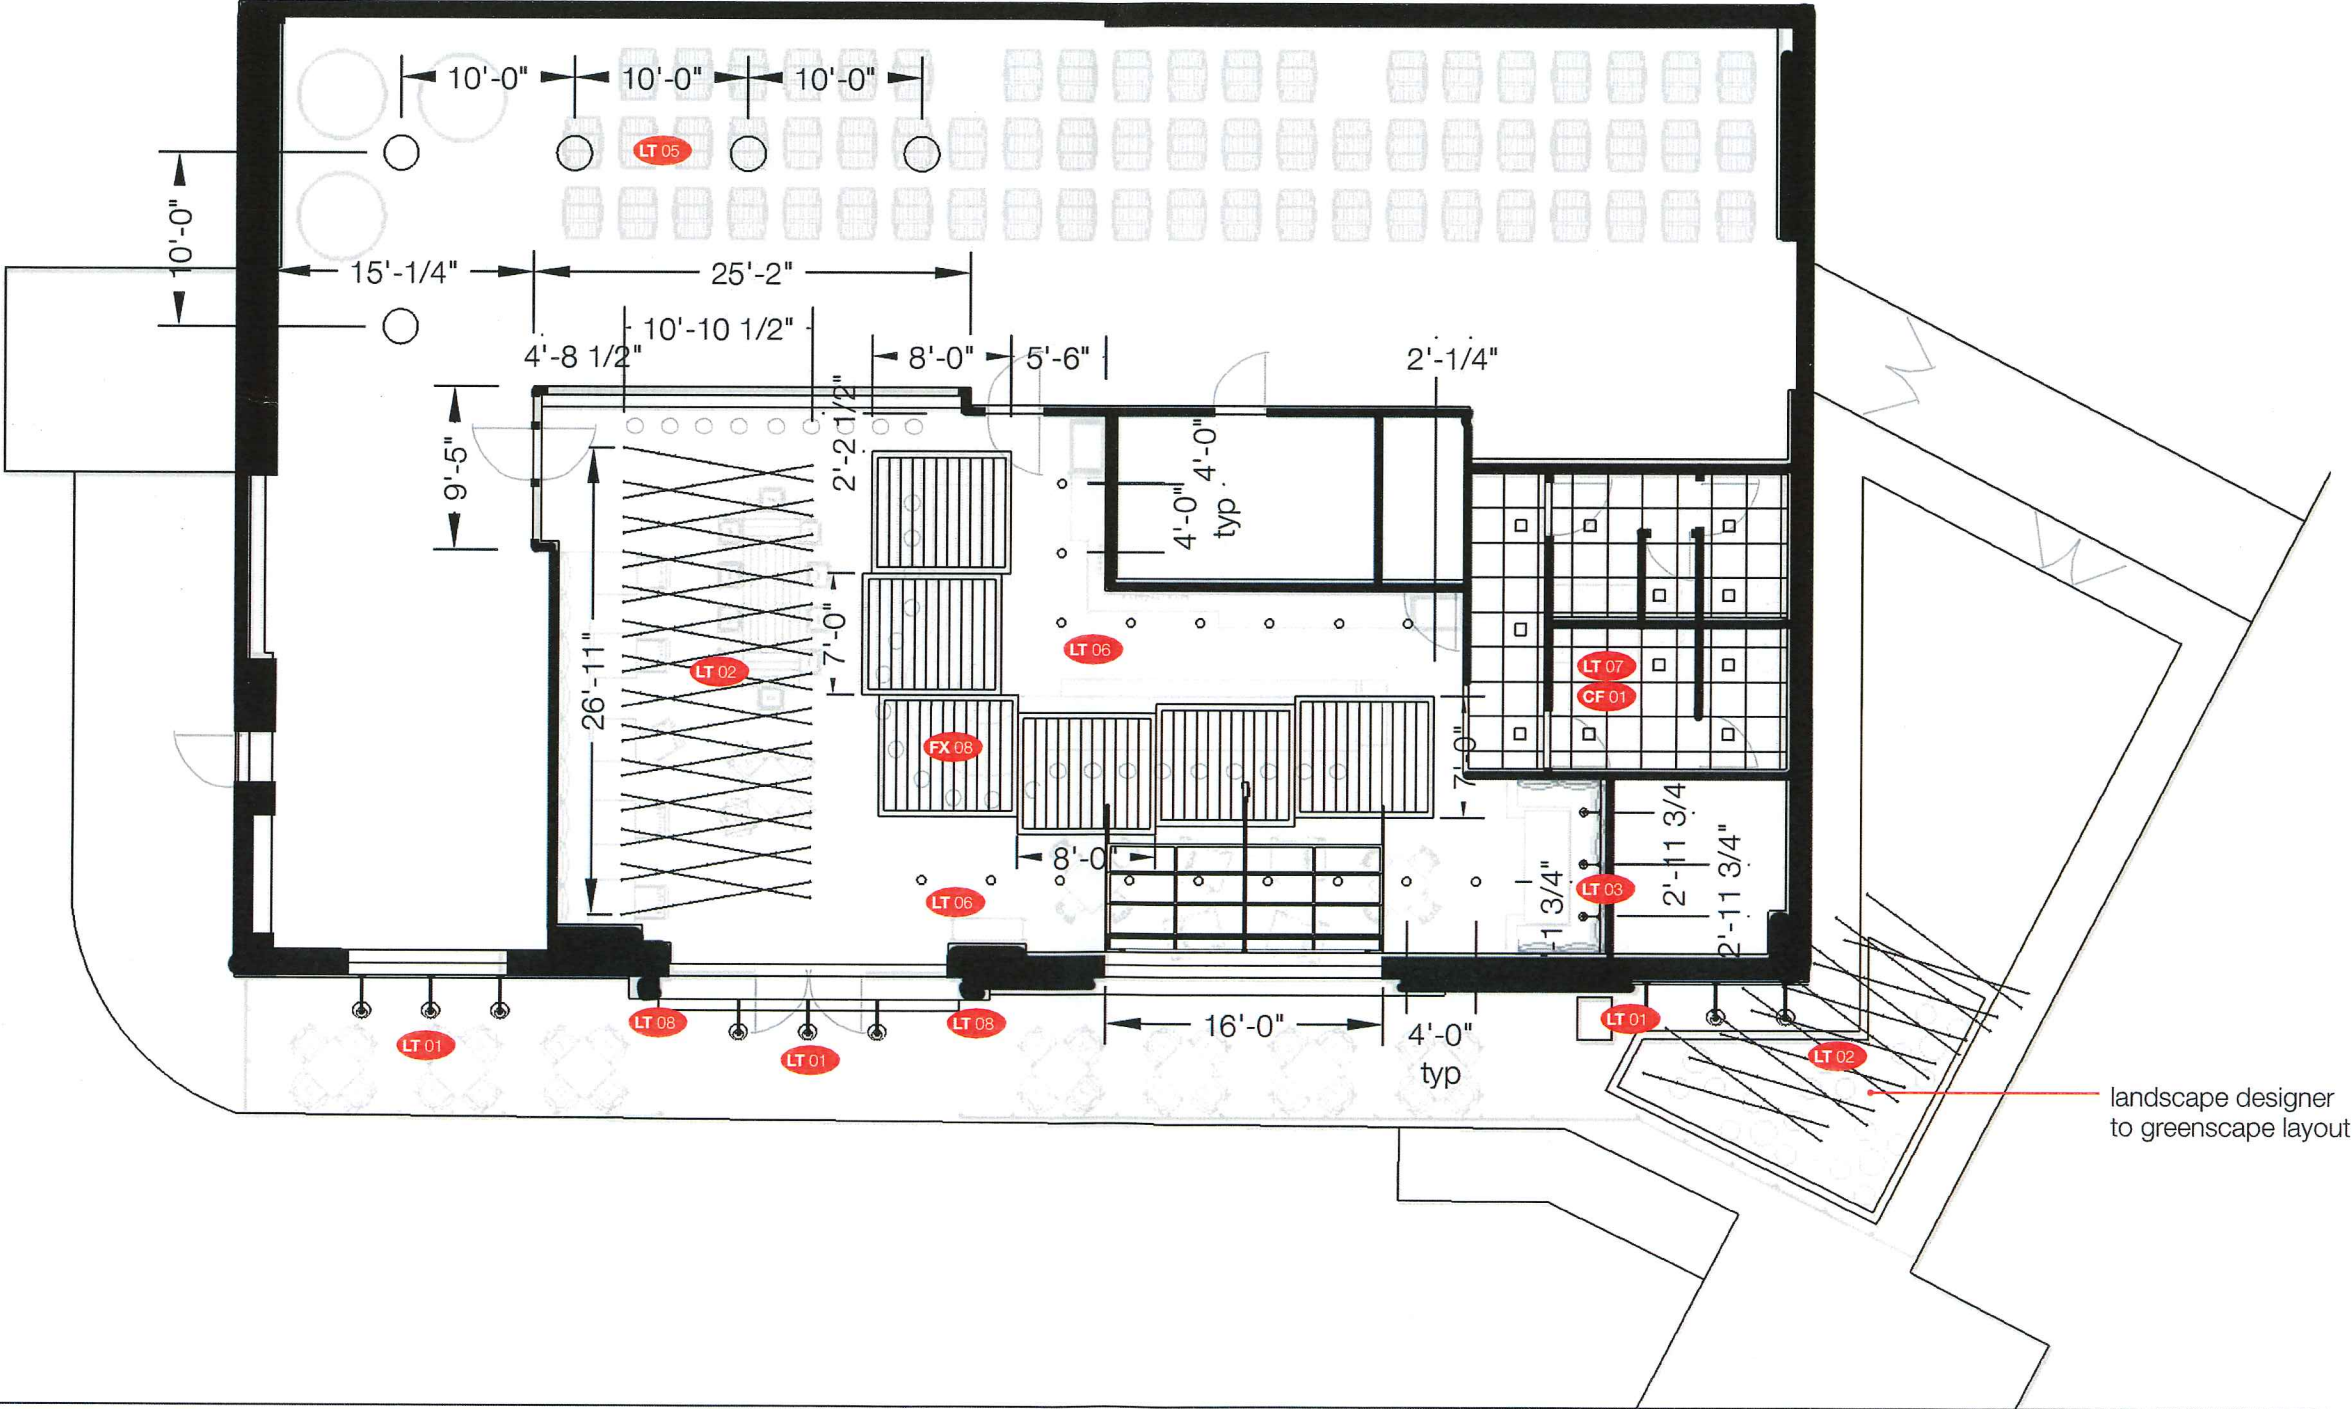 10'-0" 10'-0" 10'-0"
LT 05
10'-0"
15'-1/4" 25'-2"
10'-10 1/2"
4'-8 1/2" 8'-0" 5'-6" 2'-1/4"
2'-2 1/2"
9'-5"
4'-0"
4'-0"
typ
26'-11"
7'-0"
LT 02
LT 06
LT 07
CF 01
FX 08
7'-0"
8'-0"
2'-11 3/4
2'-11 3/4"
-1 3/4"
LT 03
LT 06
LT 01
LT 08
LT 01
LT 08
16'-0"
4'-0"
typ
LT 01
LT 02
landscape designer
to greenscape layout